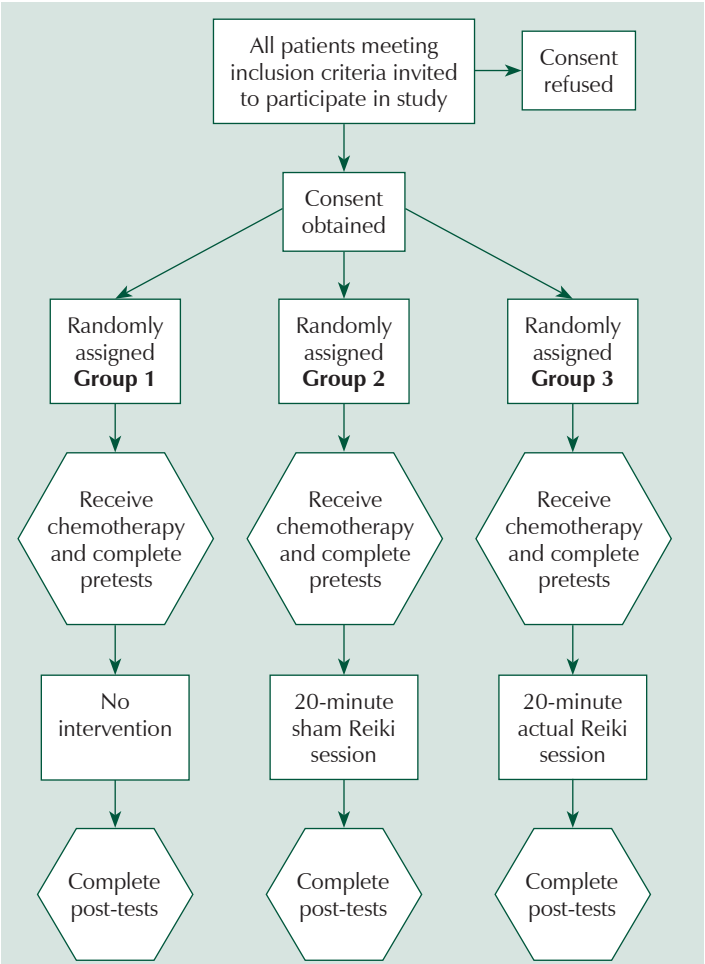 All patients meeting
inclusion criteria invited
to participate in study
Consent
refused
Consent
obtained
Randomly
assigned
Group 1
Randomly
assigned
Group 2
Randomly
assigned
Group 3
Receive
chemotherapy
and complete
pretests
Receive
chemotherapy
and complete
pretests
Receive
chemotherapy
and complete
pretests
No
intervention
20-minute
sham Reiki
session
20-minute
actual Reiki
session
Complete
post-tests
Complete
post-tests
Complete
post-tests